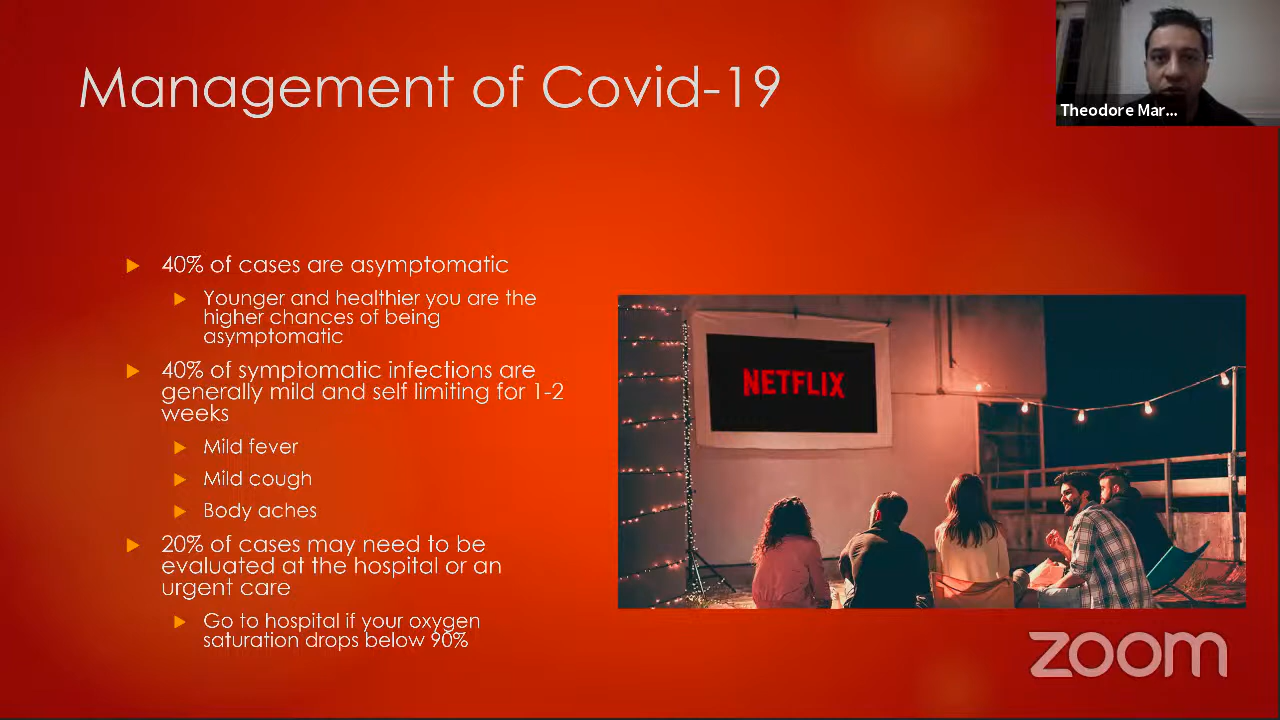 Management of Covid-19
Theodore Mar...
40% of cases are asymptomatic
Younger and healthier you are the
higher chances of being
asymptomatic
40% of symptomatic infections are
generally mild and self limiting for 1-2
weeks
Mild fever
Mild cough
Body aches
20% of cases may need to be
evaluated at the hospital or an
urgent care
Go to hospital if your oxygen
saturation drops below 90%
NETFLIX
zoom